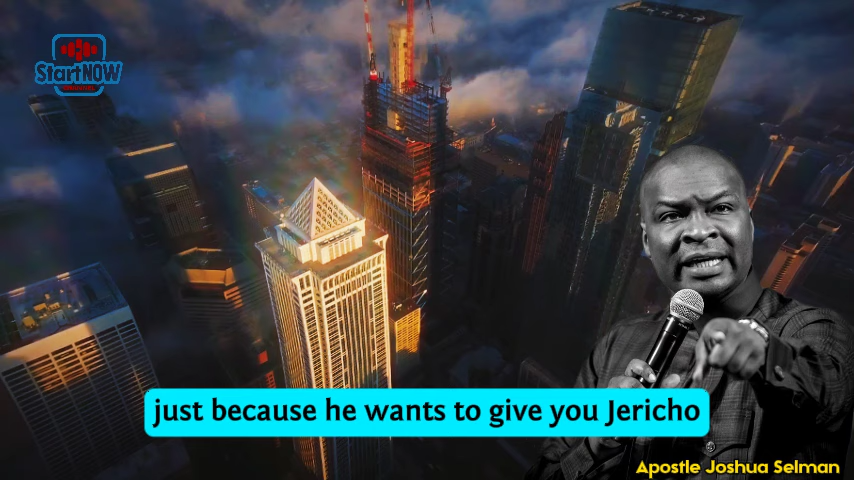 StartNOW
just because he wants to give you Jericho
Apostle Joshua Selman